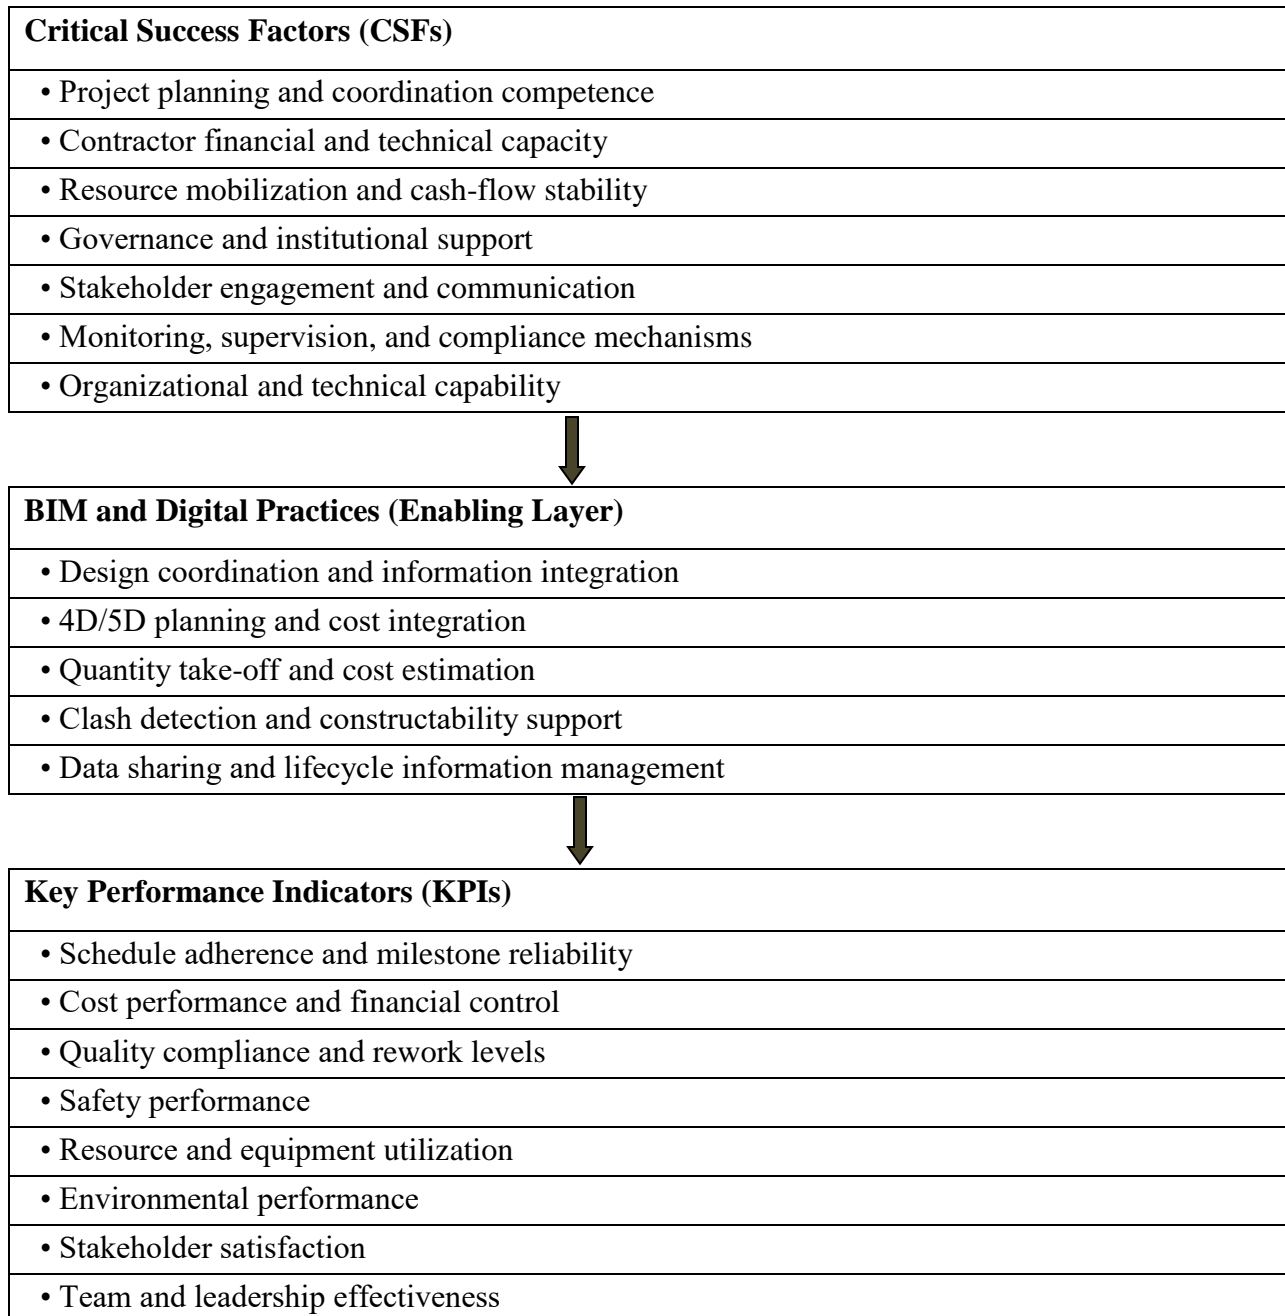 Critical Success Factors (CSFs)
• Project planning and coordination competence
• Contractor financial and technical capacity
• Resource mobilization and cash-flow stability
• Governance and institutional support
• Stakeholder engagement and communication
• Monitoring, supervision, and compliance mechanisms
• Organizational and technical capability
BIM and Digital Practices (Enabling Layer)
• Design coordination and information integration
• 4D/5D planning and cost integration
• Quantity take-off and cost estimation
• Clash detection and constructability support
• Data sharing and lifecycle information management
Key Performance Indicators (KPIs)
• Schedule adherence and milestone reliability
• Cost performance and financial control
• Quality compliance and rework levels
• Safety performance
• Resource and equipment utilization
• Environmental performance
• Stakeholder satisfaction
• Team and leadership effectiveness